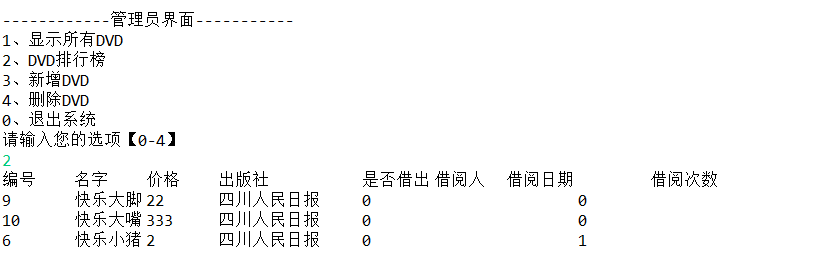 ------------管理员界面-----------
1、显示所有DVD
2、DVD排行榜
3、新增DVD
4、删除DVD
0、退出系统
请输入您的选项【0-4】
2
编号 名字 价格 出版社 是否借出 借阅人 借阅日期 借阅次数
9 快乐大脚 22 四川人民日报 0 0
10 快乐大嘴 333 四川人民日报 0 0
6 快乐小猪 2 四川人民日报 0 1